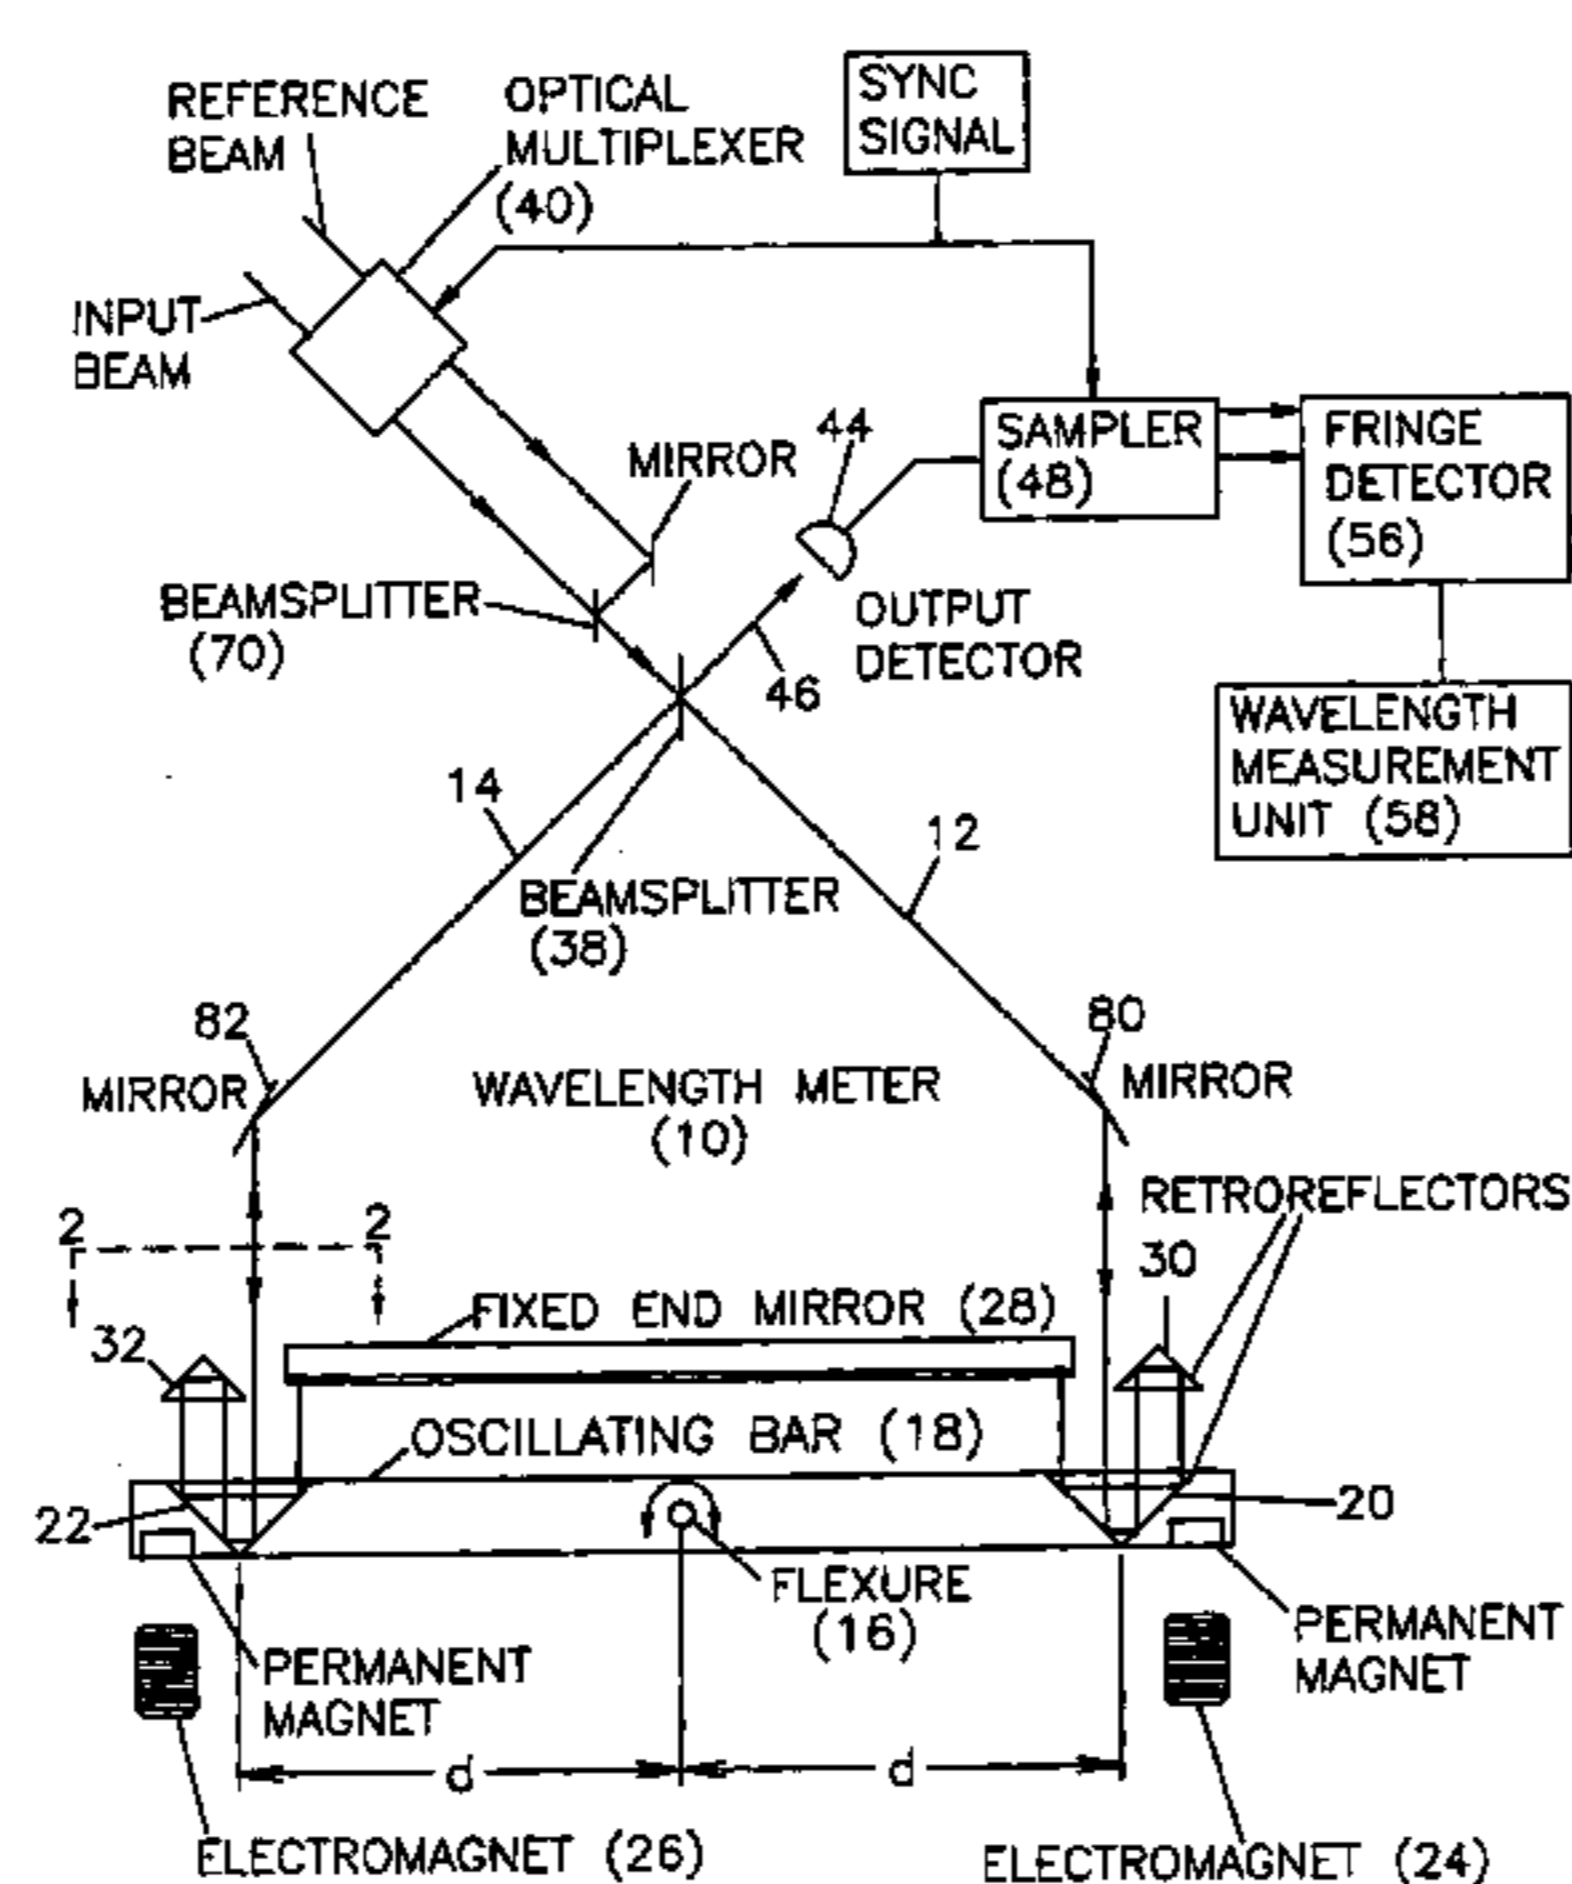 REFERENCE
BEAM
OPTICAL
MULTIPLEXER
(40)
SYNC
SIGNAL
INPUT
BEAM
MIRROR
44
SAMPLER
(48)
FRINGE
DETECTOR
(56)
BEAMSPLITTER
(70)
OUTPUT
DETECTOR
46
WAVELENGTH
MEASUREMENT
UNIT (58)
14
12
BEAMSPLITTER
(38)
82
MIRROR
80
MIRROR
WAVELENGTH METER
(10)
RETROREFLECTORS
2
2
30
FIXED END MIRROR (28)
32
OSCILLATING BAR (18)
22
20
FLEXURE
(16)
PERMANENT
MAGNET
PERMANENT
MAGNET
d
d
ELECTROMAGNET (26)
ELECTROMAGNET (24)